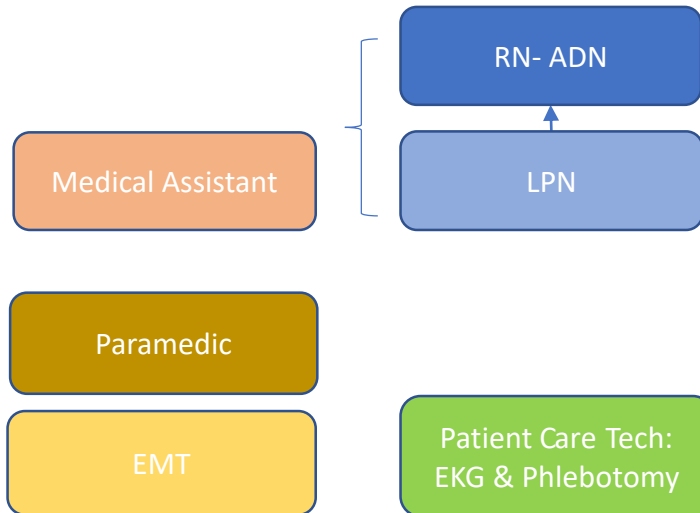 RN- ADN
Medical Assistant
LPN
Paramedic
EMT
Patient Care Tech:
EKG & Phlebotomy